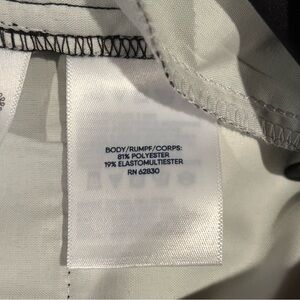 BODY/RUMPF/CORPS:
81% POLYESTER
19% ELASTOMULTIESTER
RN 62830